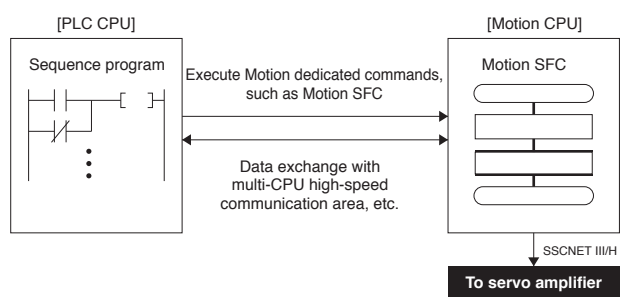 [PLC CPU]
[Motion CPU]
Sequence program
Execute Motion dedicated commands,
such as Motion SFC
Motion SFC
Data exchange with
multi-CPU high-speed
communication area, etc.
SSCNET III/H
To servo amplifier